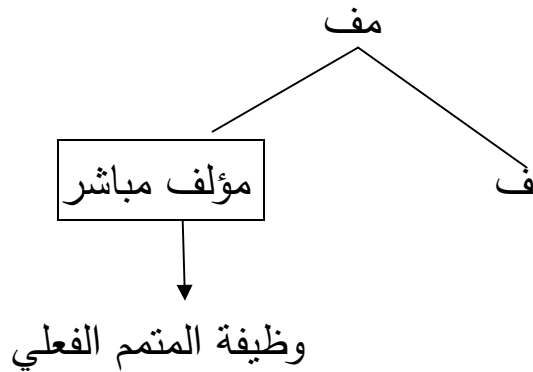 مف
ف
مؤلف مباشر
وظيفة المتمم الفعلي